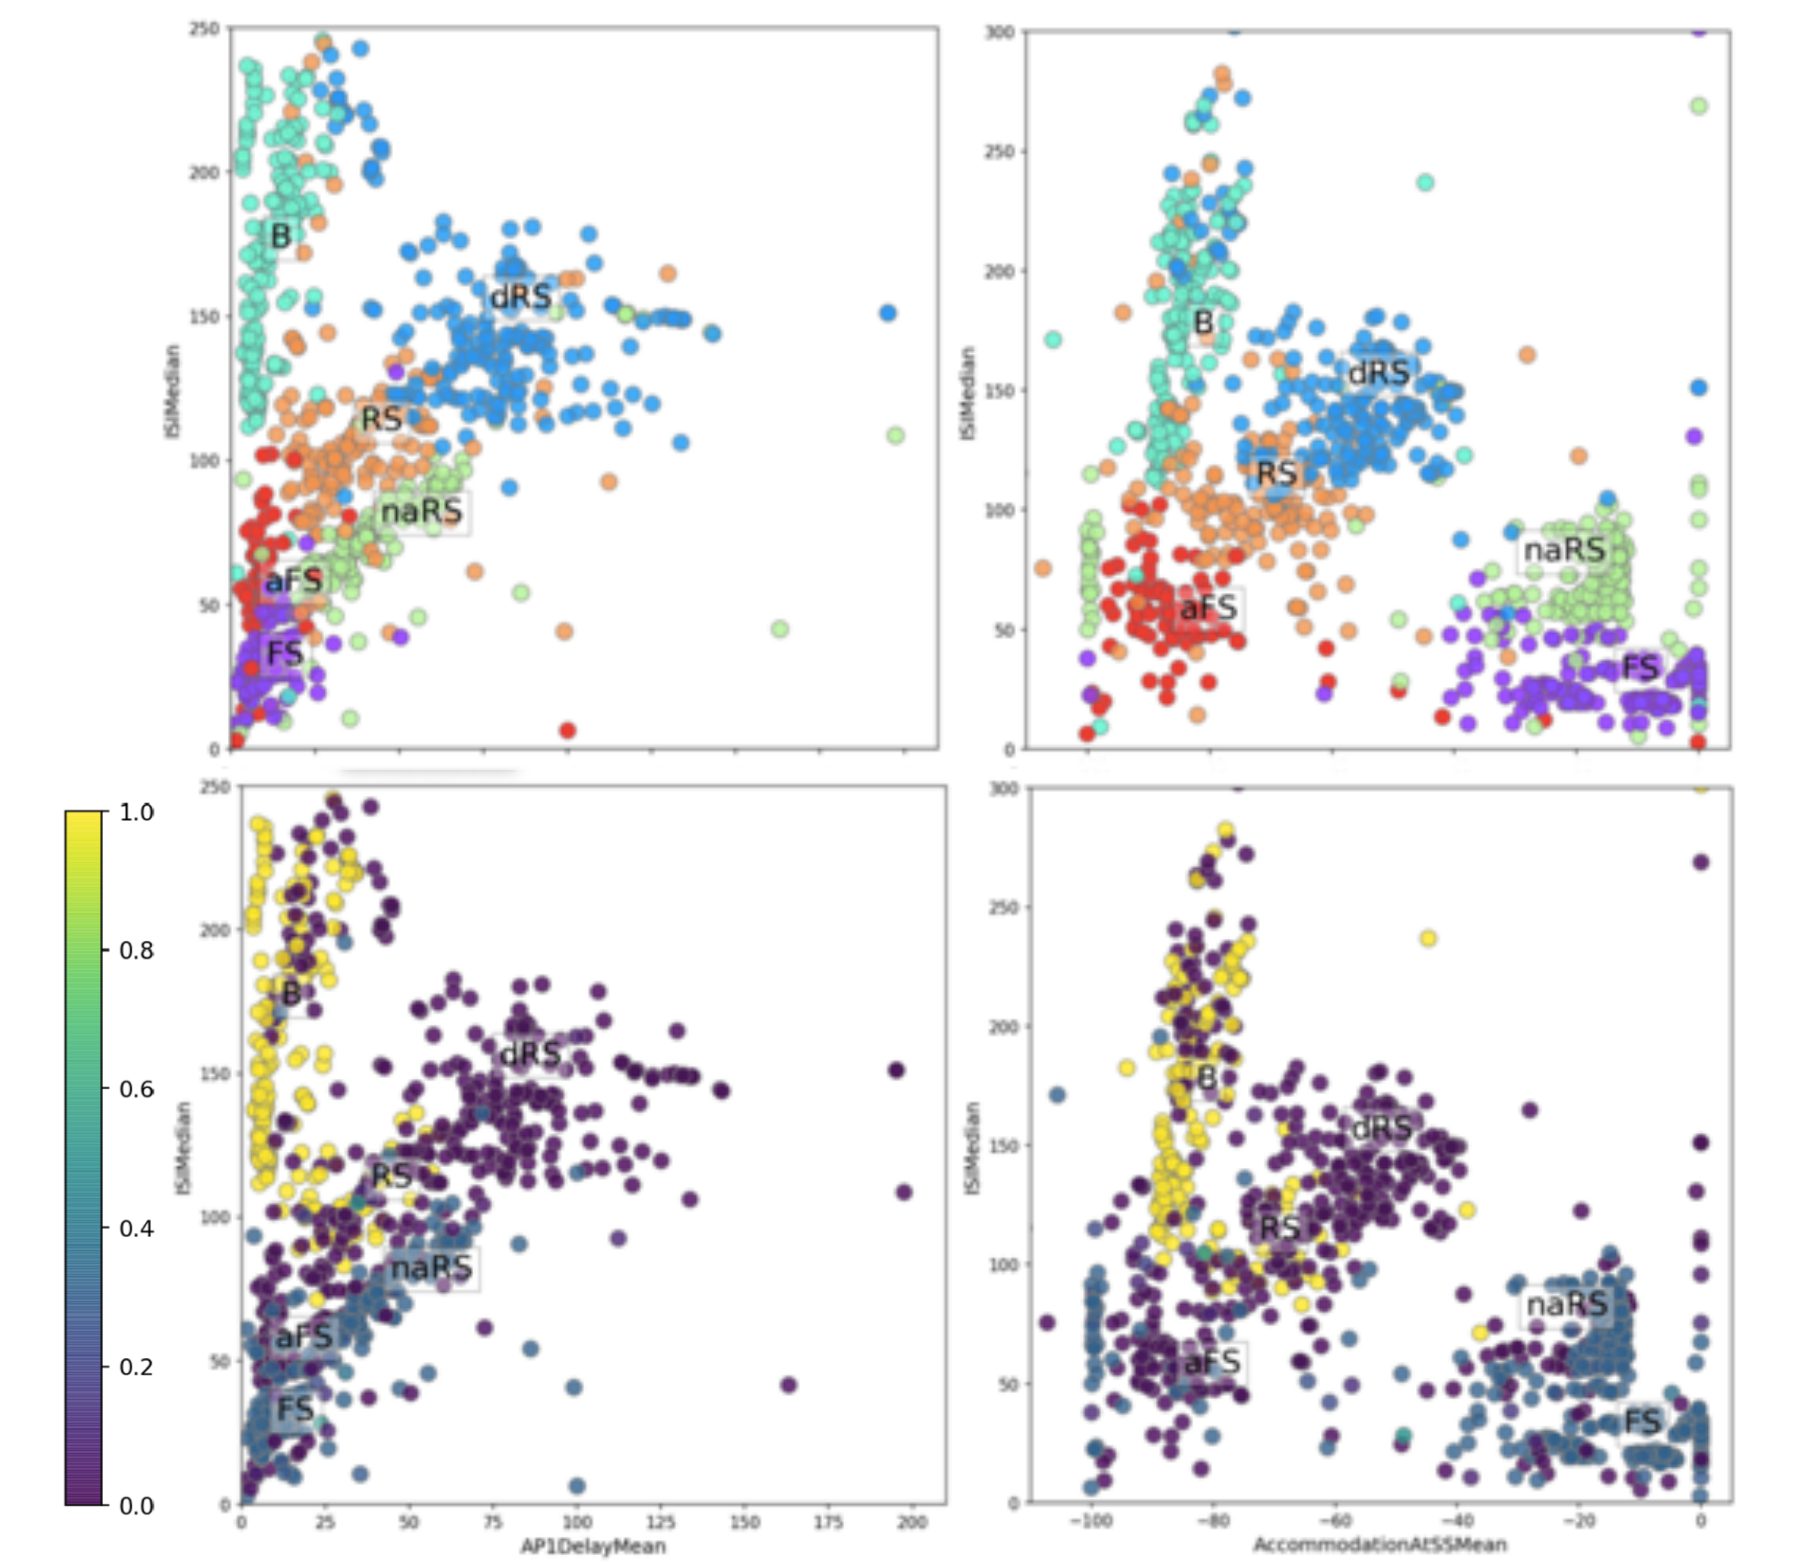 250
200
150
100
50
0
ISIMedian
B
dRS
RS
naRS
aFS
FS
300
250
200
150
100
50
0
ISIMedian
B
dRS
RS
naRS
aFS
FS
1.0
0.8
0.6
0.4
0.2
0.0
250
200
150
100
50
0
ISIMedian
B
dRS
RS
naRS
aFS
FS
0 25 50 75 100 125 150 175 200
AP1DelayMean
300
250
200
150
100
50
0
ISIMedian
B
dRS
RS
naRS
aFS
FS
−100 −80 −60 −40 −20 0
AccommodationAtSSMean